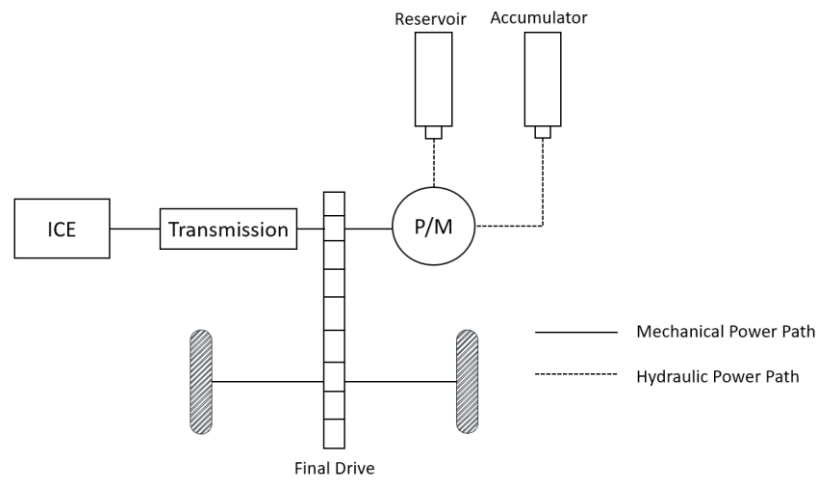 Reservoir
Accumulator
ICE
Transmission
P/M
Mechanical Power Path
Hydraulic Power Path
Final Drive